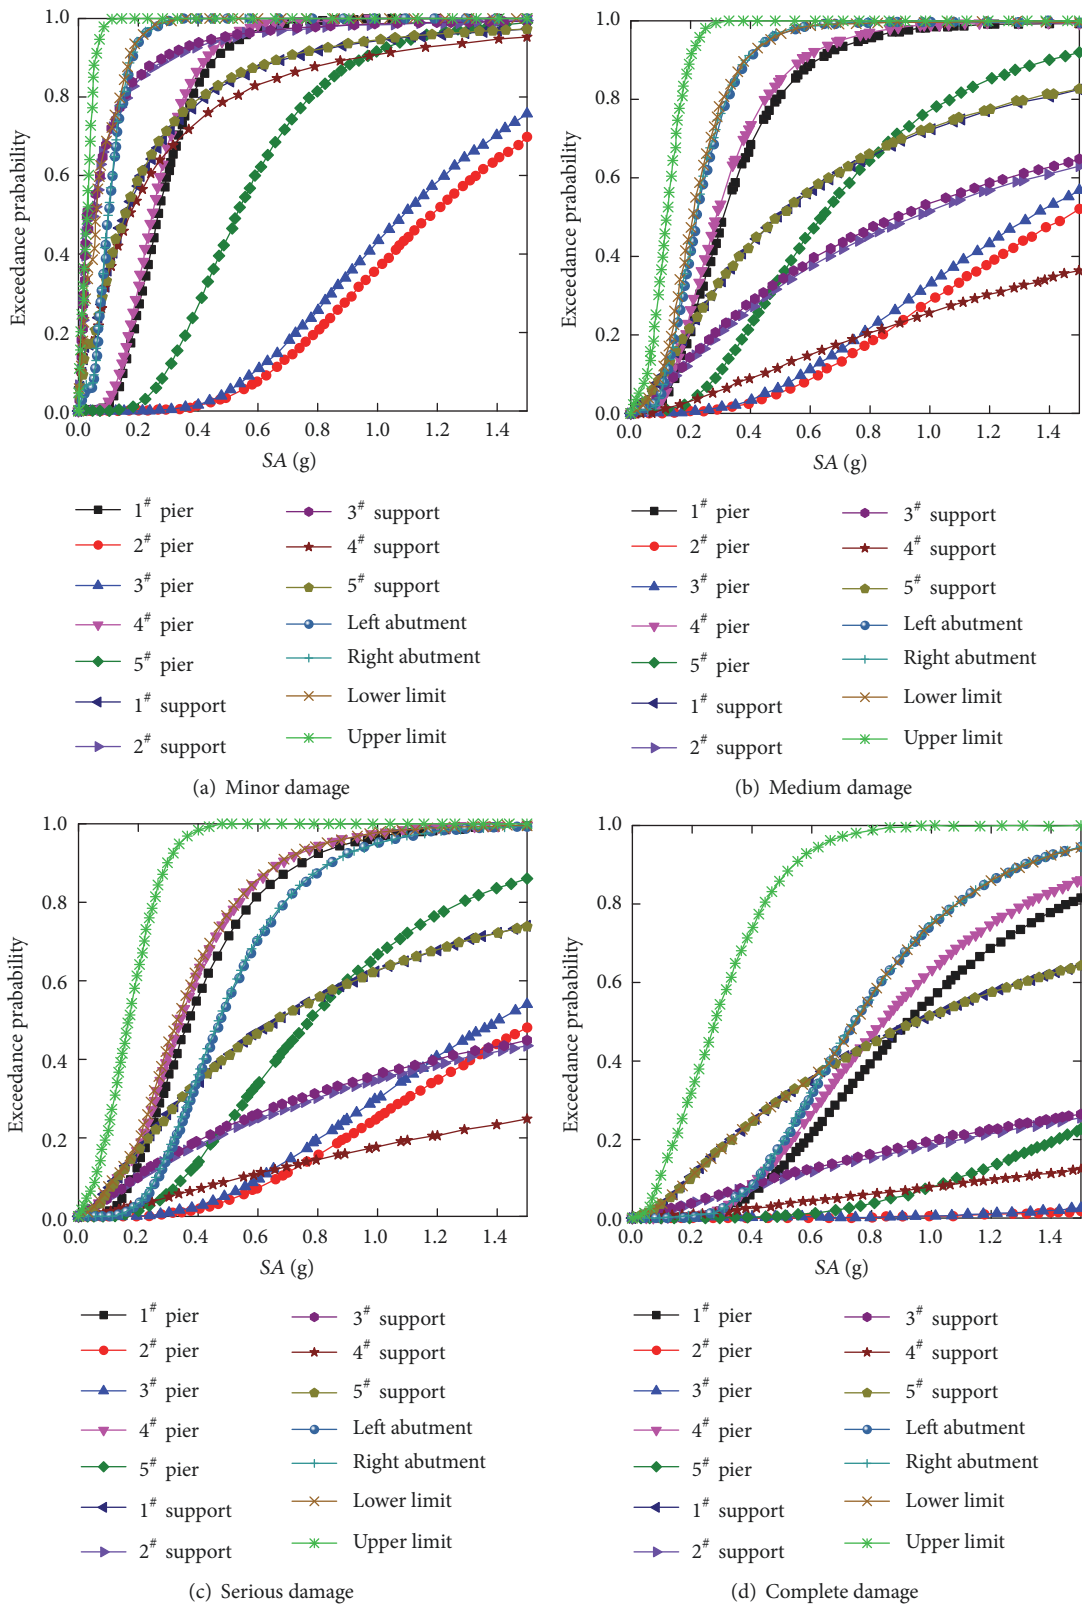 1.0
0.8
0.6
0.4
0.2
0.0
Exceedance prabability
0.0 0.2 0.4 0.6 0.8 1.0 1.2 1.4
SA (g)
1# pier
2# pier
3# pier
4# pier
5# pier
1# support
2# support
3# support
4# support
5# support
Left abutment
Right abutment
Lower limit
Upper limit
(a) Minor damage
1.0
0.8
0.6
0.4
0.2
0.0
Exceedance prabability
0.0 0.2 0.4 0.6 0.8 1.0 1.2 1.4
SA (g)
1# pier
2# pier
3# pier
4# pier
5# pier
1# support
2# support
3# support
4# support
5# support
Left abutment
Right abutment
Lower limit
Upper limit
(b) Medium damage
1.0
0.8
0.6
0.4
0.2
0.0
Exceedance prabability
0.0 0.2 0.4 0.6 0.8 1.0 1.2 1.4
SA (g)
1# pier
2# pier
3# pier
4# pier
5# pier
1# support
2# support
3# support
4# support
5# support
Left abutment
Right abutment
Lower limit
Upper limit
(c) Serious damage
1.0
0.8
0.6
0.4
0.2
0.0
Exceedance prabability
0.0 0.2 0.4 0.6 0.8 1.0 1.2 1.4
SA (g)
1# pier
2# pier
3# pier
4# pier
5# pier
1# support
2# support
3# support
4# support
5# support
Left abutment
Right abutment
Lower limit
Upper limit
(d) Complete damage